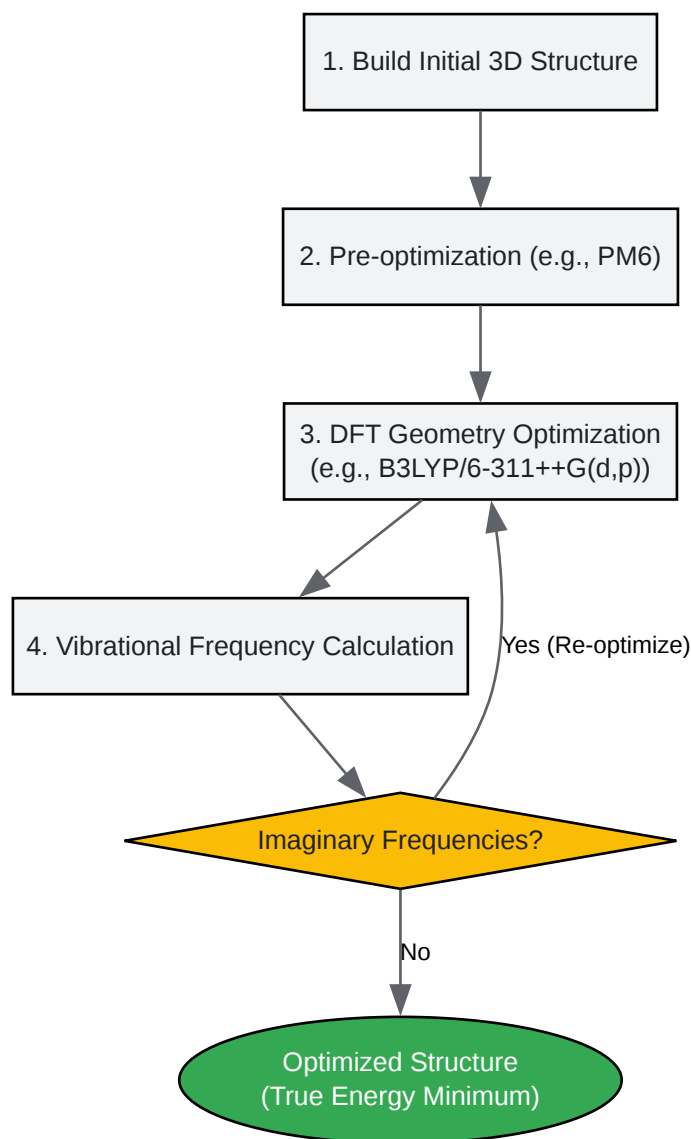 1. Build Initial 3D Structure
2. Pre-optimization (e.g., PM6)
3. DFT Geometry Optimization
(e.g., B3LYP/6-311++G(d,p))
4. Vibrational Frequency Calculation
Yes (Re-optimize)
Imaginary Frequencies?
No
Optimized Structure
(True Energy Minimum)